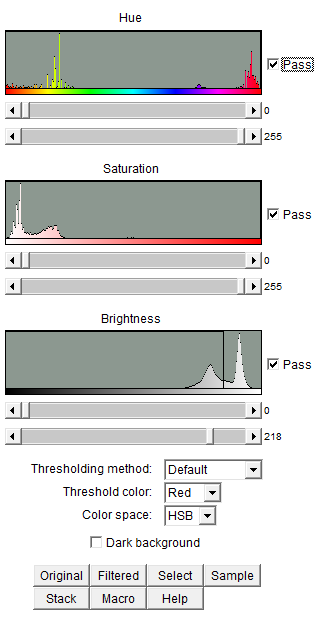 Hue
Pass
0
255
Saturation
Pass
0
255
Brightness
Pass
0
218
Thresholding method: Default
Threshold color: Red
Color space: HSB
Dark background
Original Filtered Select Sample
Stack Macro Help